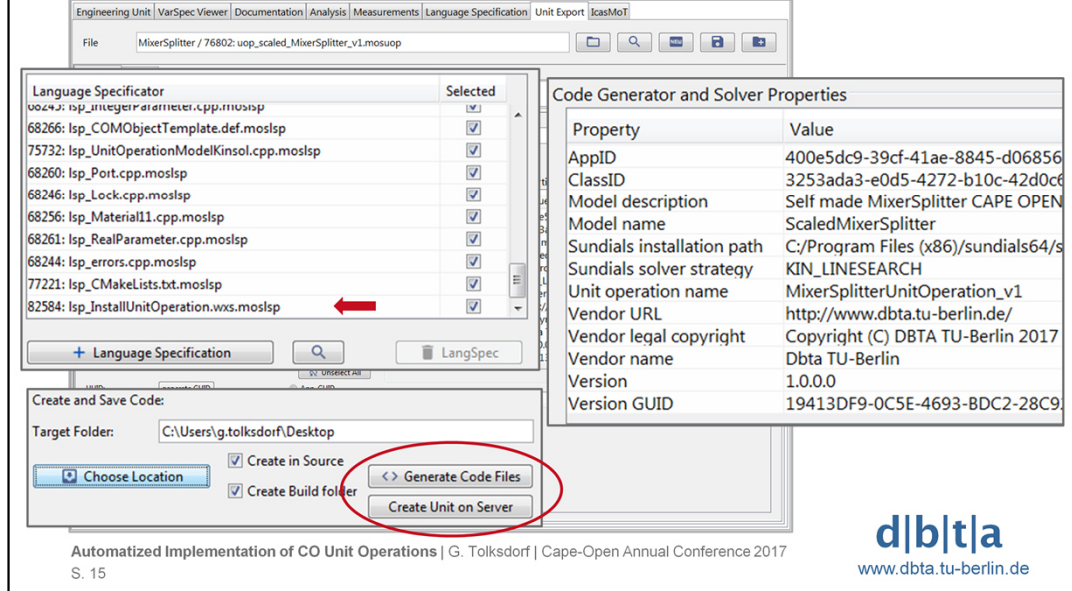 Engineering Unit VarSpec Viewer Documentation Analysis Measurements Language Specification Unit Export IcasMoT
File MixerSplitter / 76802: uop_scaled_MixerSplitter_v1.mosuop
NEW
Language Specificator Selected
68245: lsp_IntegerParameter.cpp.moslsp
68266: lsp_COMObjectTemplate.def.moslsp
75732: lsp_UnitOperationModelKinsol.cpp.moslsp
68260: lsp_Port.cpp.moslsp
68246: lsp_Lock.cpp.moslsp
68256: lsp_Material11.cpp.moslsp
68261: lsp_RealParameter.cpp.moslsp
68244: lsp_errors.cpp.moslsp
77221: lsp_CMakeLists.txt.moslsp
82584: lsp_InstallUnitOperation.wxs.moslsp
+ Language Specification
LangSpec
Code Generator and Solver Properties
Property Value
AppID 400e5dc9-39cf-41ae-8845-d06856
ClassID 3253ada3-e0d5-4272-b10c-42d0c6
Model description Self made MixerSplitter CAPE OPEN
Model name ScaledMixerSplitter
Sundials installation path C:/Program Files (x86)/sundials64/s
Sundials solver strategy KIN_LINESEARCH
Unit operation name MixerSplitterUnitOperation_v1
Vendor URL http://www.dbta.tu-berlin.de/
Vendor legal copyright Copyright (C) DBTA TU-Berlin 2017
Vendor name Dbta TU-Berlin
Version 1.0.0.0
Version GUID 19413DF9-0C5E-4693-BDC2-28C9
Unselect All
Create and Save Code:
Target Folder: C:\Users\g.tolksdorf\Desktop
Choose Location
Create in Source
Create Build folder
<> Generate Code Files
Create Unit on Server
Automatized Implementation of CO Unit Operations | G. Tolksdorf | Cape-Open Annual Conference 2017
S. 15
d|b|t|a
www.dbta.tu-berlin.de